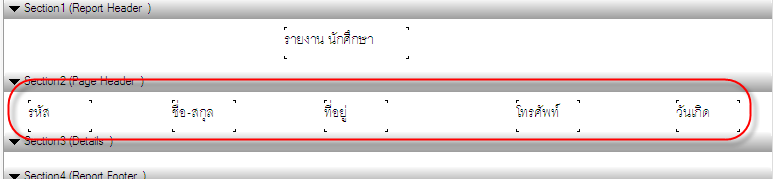 Section1 (Report Header )
รายงาน นักศึกษา
Section2 (Page Header )
รหัส ชื่อ-สกุล ที่อยู่ โทรศัพท์ วันเกิด
Section3 (Details )
Section4 (Report Footer )